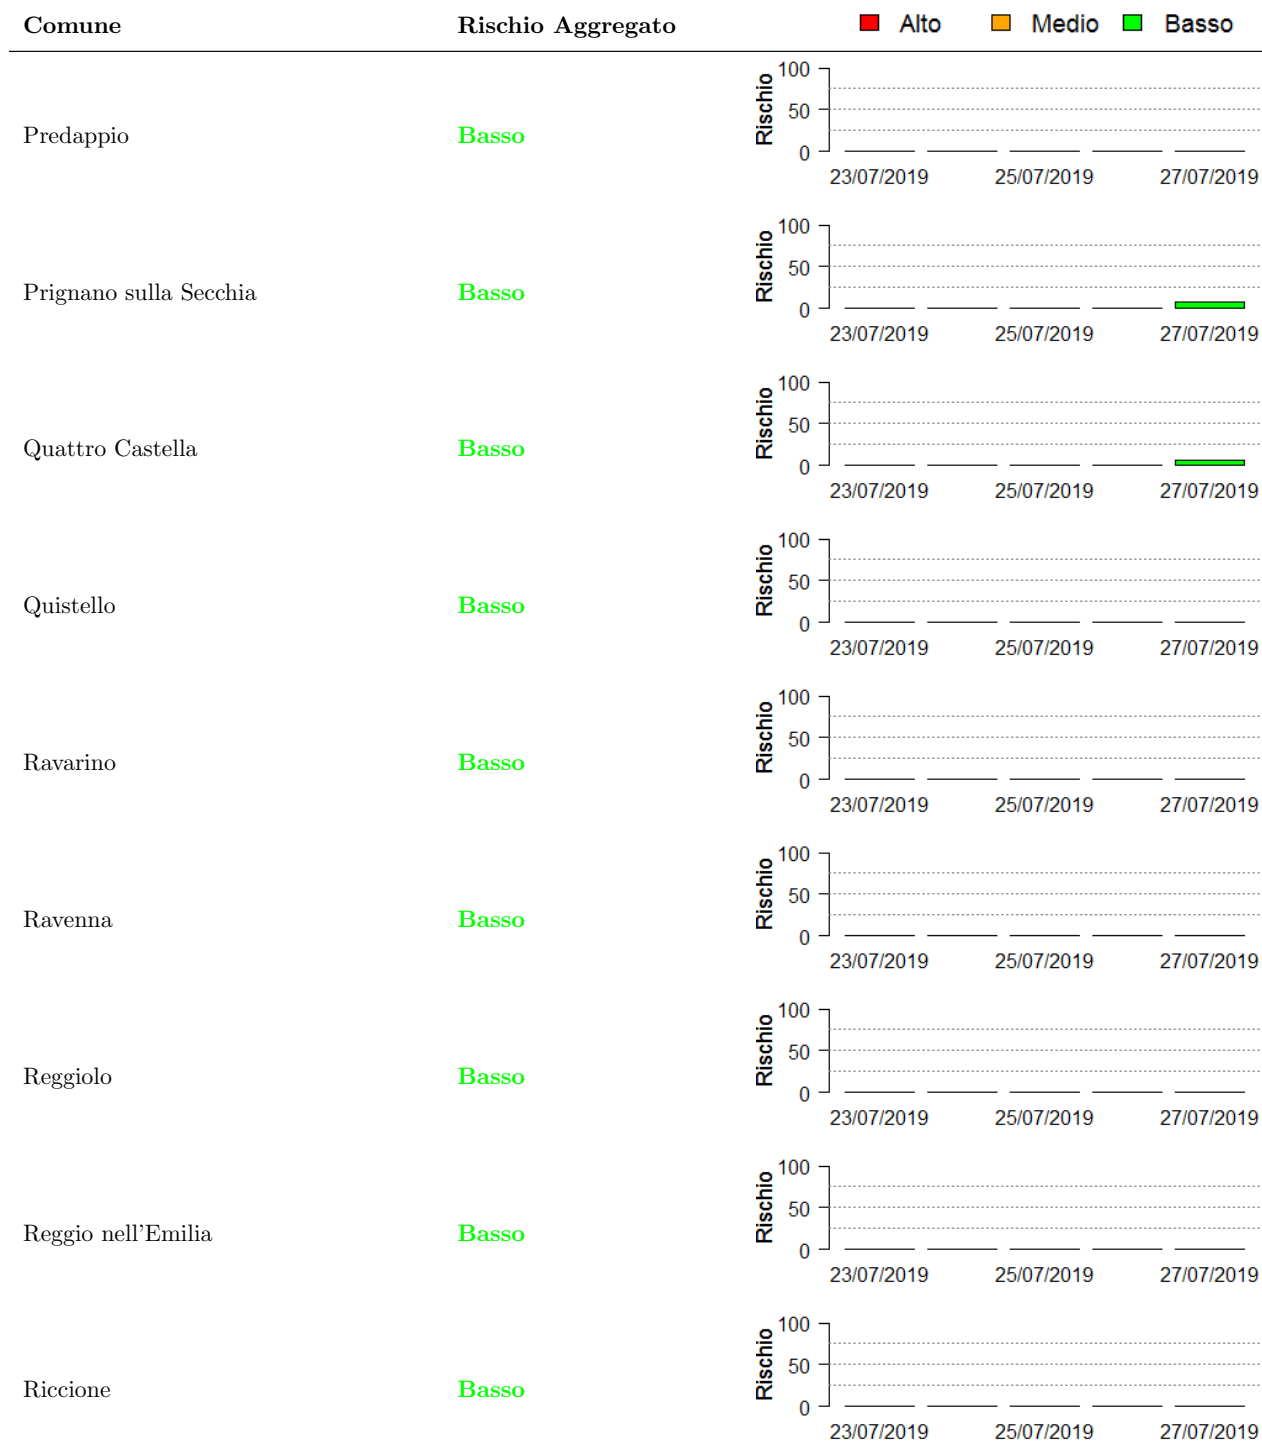 Comune Rischio Aggregato Alto Medio Basso
Predappio Basso
Rischio
100
50
0
23/07/2019 25/07/2019 27/07/2019
Prignano sulla Secchia Basso
Rischio
100
50
0
23/07/2019 25/07/2019 27/07/2019
Quattro Castella Basso
Rischio
100
50
0
23/07/2019 25/07/2019 27/07/2019
Quistello Basso
Rischio
100
50
0
23/07/2019 25/07/2019 27/07/2019
Ravarino Basso
Rischio
100
50
0
23/07/2019 25/07/2019 27/07/2019
Ravenna Basso
Rischio
100
50
0
23/07/2019 25/07/2019 27/07/2019
Reggiolo Basso
Rischio
100
50
0
23/07/2019 25/07/2019 27/07/2019
Reggio nell'Emilia Basso
Rischio
100
50
0
23/07/2019 25/07/2019 27/07/2019
Riccione Basso
Rischio
100
50
0
23/07/2019 25/07/2019 27/07/2019